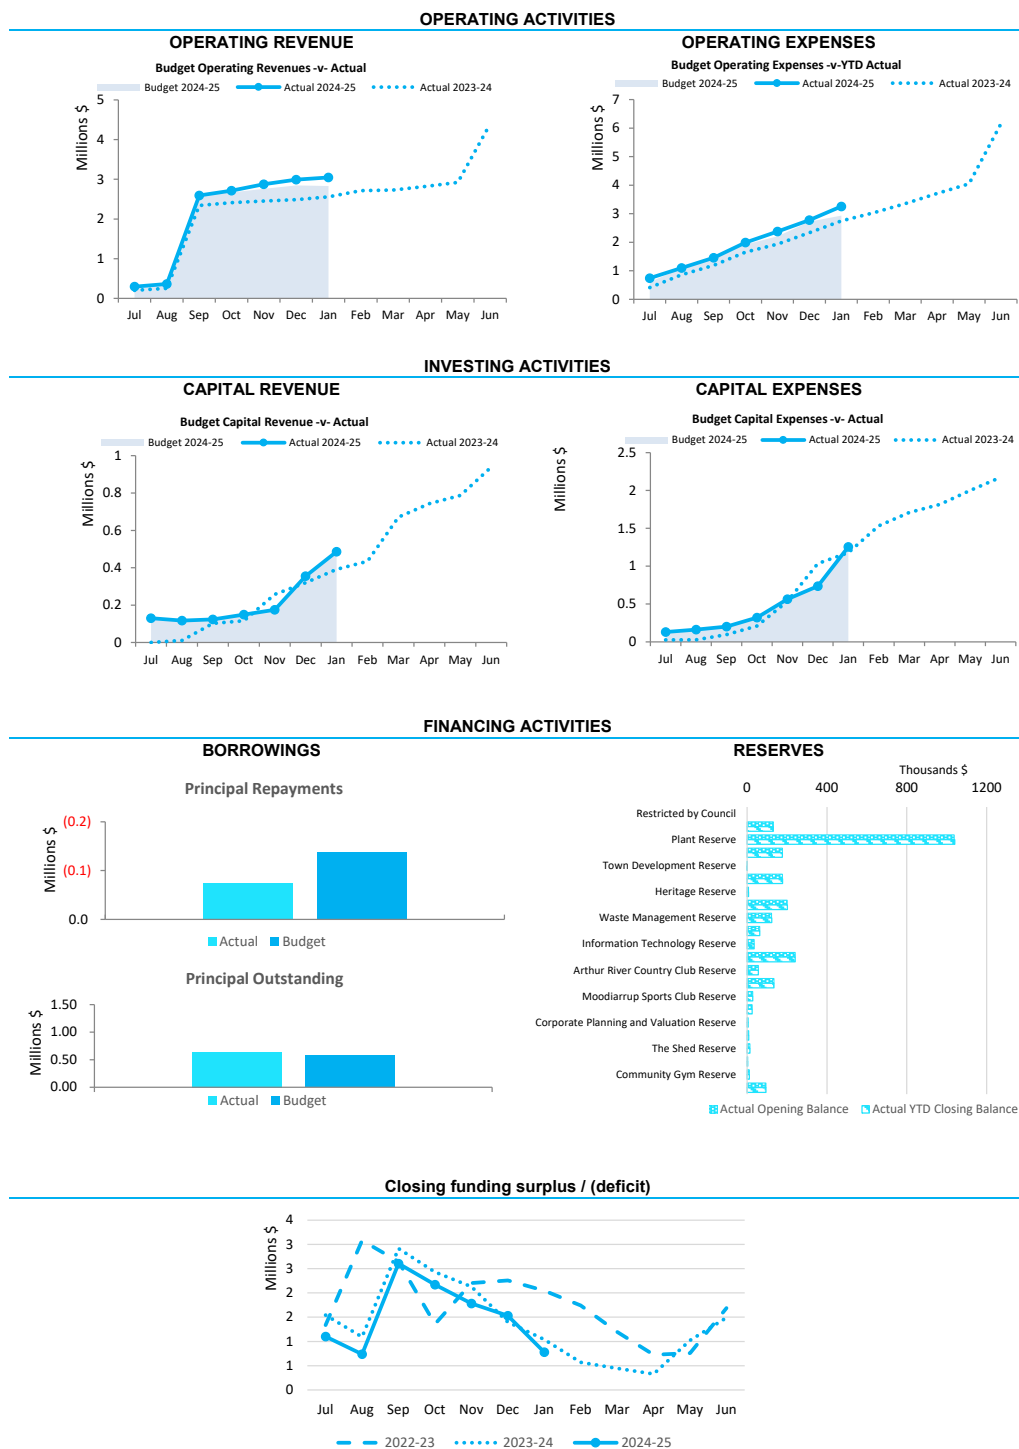 OPERATING ACTIVITIES
OPERATING REVENUE
Budget Operating Revenues -v- Actual
Budget 2024-25 Actual 2024-25 Actual 2023-24
Millions $
5
4
3
2
1
0
Jul Aug Sep Oct Nov Dec Jan Feb Mar Apr May Jun
OPERATING EXPENSES
Budget Operating Expenses -v-YTD Actual
Budget 2024-25 Actual 2024-25 Actual 2023-24
Millions $
7
6
5
4
3
2
1
0
Jul Aug Sep Oct Nov Dec Jan Feb Mar Apr May Jun
INVESTING ACTIVITIES
CAPITAL REVENUE
Budget Capital Revenue -v- Actual
Budget 2024-25 Actual 2024-25 Actual 2023-24
Millions $
1
0.8
0.6
0.4
0.2
0
Jul Aug Sep Oct Nov Dec Jan Feb Mar Apr May Jun
CAPITAL EXPENSES
Budget Capital Expenses -v- Actual
Budget 2024-25 Actual 2024-25 Actual 2023-24
Millions $
2.5
2
1.5
1
0.5
0
Jul Aug Sep Oct Nov Dec Jan Feb Mar Apr May Jun
FINANCING ACTIVITIES
BORROWINGS
Principal Repayments
Millions $
(0.2)
(0.1)
0.0
Actual Budget
Principal Outstanding
Millions $
1.50
1.00
0.50
0.00
Actual Budget
RESERVES
Thousands $
0 400 800 1200
Restricted by Council
Plant Reserve
Town Development Reserve
Heritage Reserve
Waste Management Reserve
Information Technology Reserve
Arthur River Country Club Reserve
Moodiarrup Sports Club Reserve
Corporate Planning and Valuation Reserve
The Shed Reserve
Community Gym Reserve
Actual Opening Balance Actual YTD Closing Balance
Closing funding surplus / (deficit)
Millions $
4
3
3
2
2
1
1
0
Jul Aug Sep Oct Nov Dec Jan Feb Mar Apr May Jun
2022-23 2023-24 2024-25